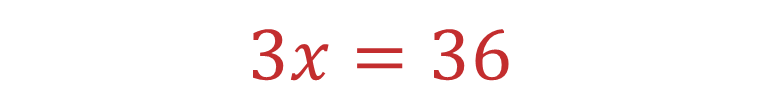 3𝑥 = 36